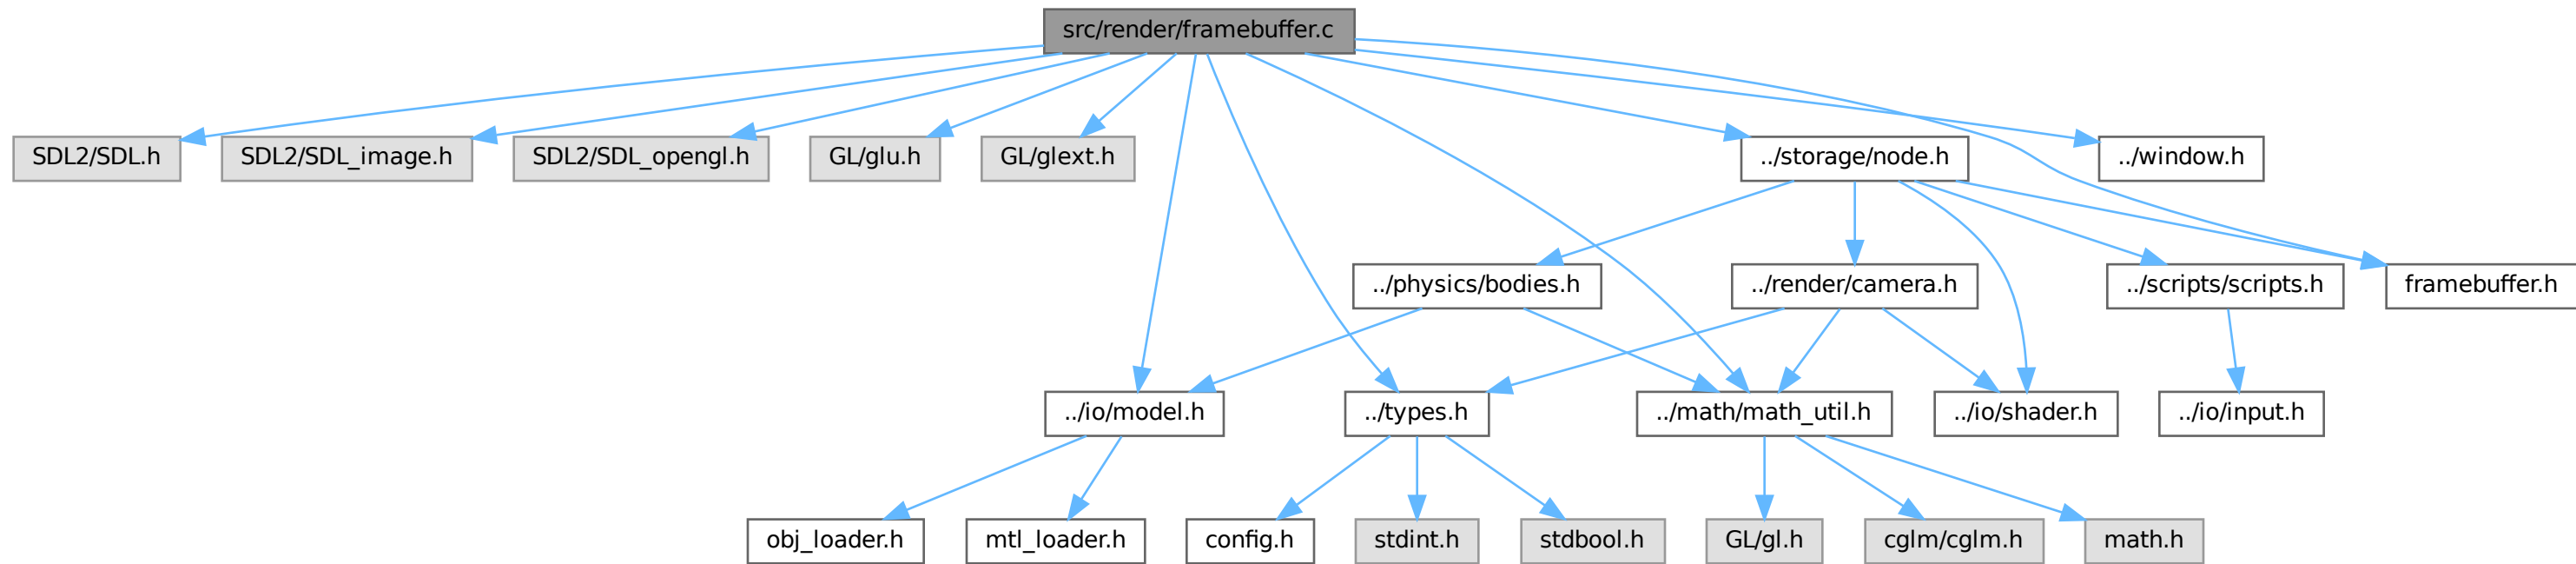 src/render/framebuffer.c
SDL2/SDL.h
SDL2/SDL_image.h
SDL2/SDL_opengl.h
GL/glu.h
GL/glext.h
../storage/node.h
../window.h
../physics/bodies.h
../render/camera.h
../scripts/scripts.h
framebuffer.h
../io/model.h
../types.h
../math/math_util.h
../io/shader.h
../io/input.h
obj_loader.h
mtl_loader.h
config.h
stdint.h
stdbool.h
GL/gl.h
cglm/cglm.h
math.h